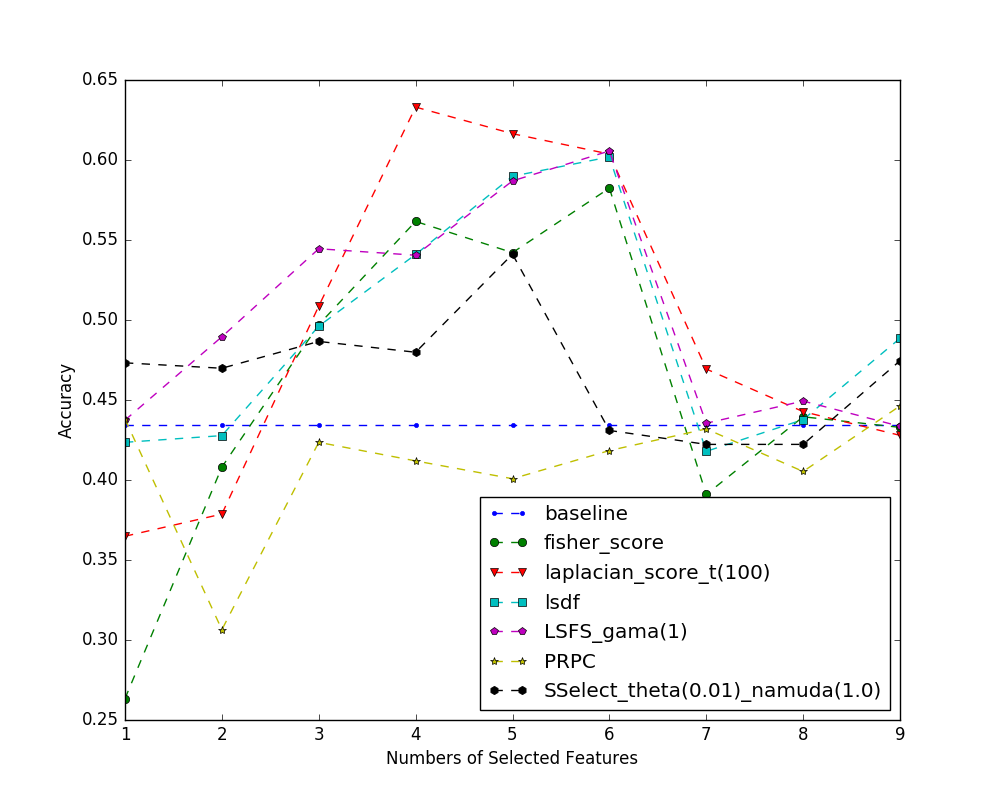 0.65
0.60
0.55
0.50
0.45
0.40
0.35
0.30
0.25
Accuracy
baseline
fisher_score
laplacian_score_t(100)
lsdf
LSFS_gama(1)
PRPC
SSelect_theta(0.01)_namuda(1.0)
1 2 3 4 5 6 7 8 9
Numbers of Selected Features